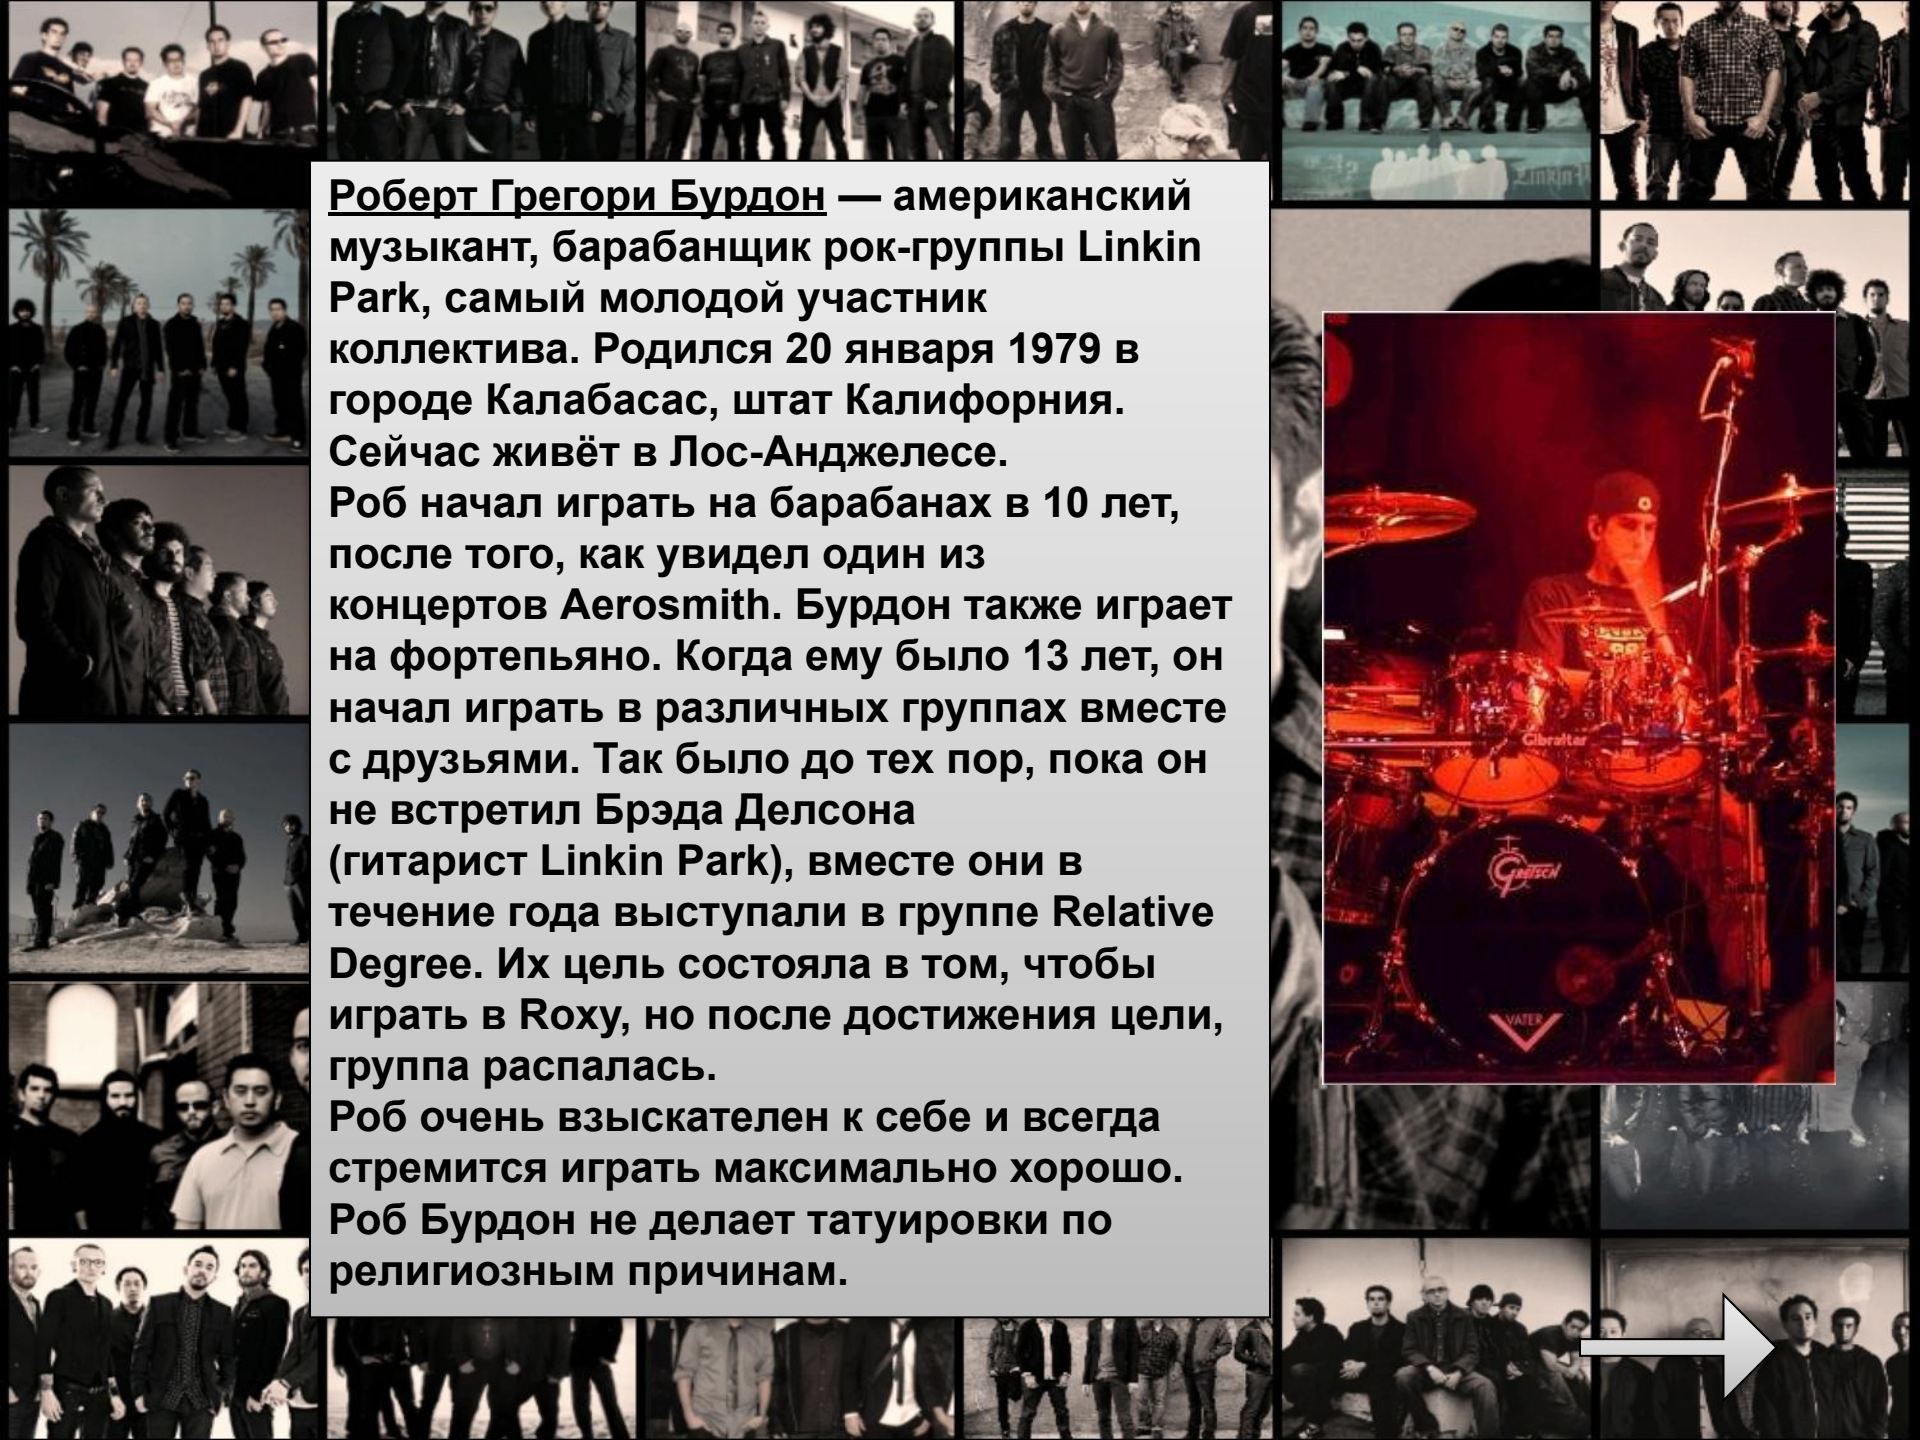 Роберт Грегори Бурдон — американский
музыкант, барабанщик рок-группы Linkin
Park, самый молодой участник
коллектива. Родился 20 января 1979 в
городе Калабасас, штат Калифорния.
Сейчас живёт в Лос-Анджелесе.
Роб начал играть на барабанах в 10 лет,
после того, как увидел один из
концертов Aerosmith. Бурдон также играет
на фортепьяно. Когда ему было 13 лет, он
начал играть в различных группах вместе
с друзьями. Так было до тех пор, пока он
не встретил Брэда Делсона
(гитарист Linkin Park), вместе они в
течение года выступали в группе Relative
Degree. Их цель состояла в том, чтобы
играть в Roxy, но после достижения цели,
группа распалась.
Роб очень взыскателен к себе и всегда
стремится играть максимально хорошо.
Роб Бурдон не делает татуировки по
религиозным причинам.
Linkin P
Gibraltar
GRETSCH
VATER